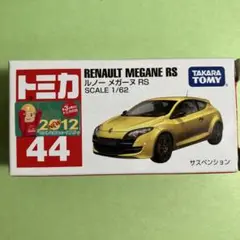 トミカ
2012
44
RENAULT MEGANE RS
ルノー メガーヌ RS
SCALE 1/62
TAKARA
TOMY
サスペンション